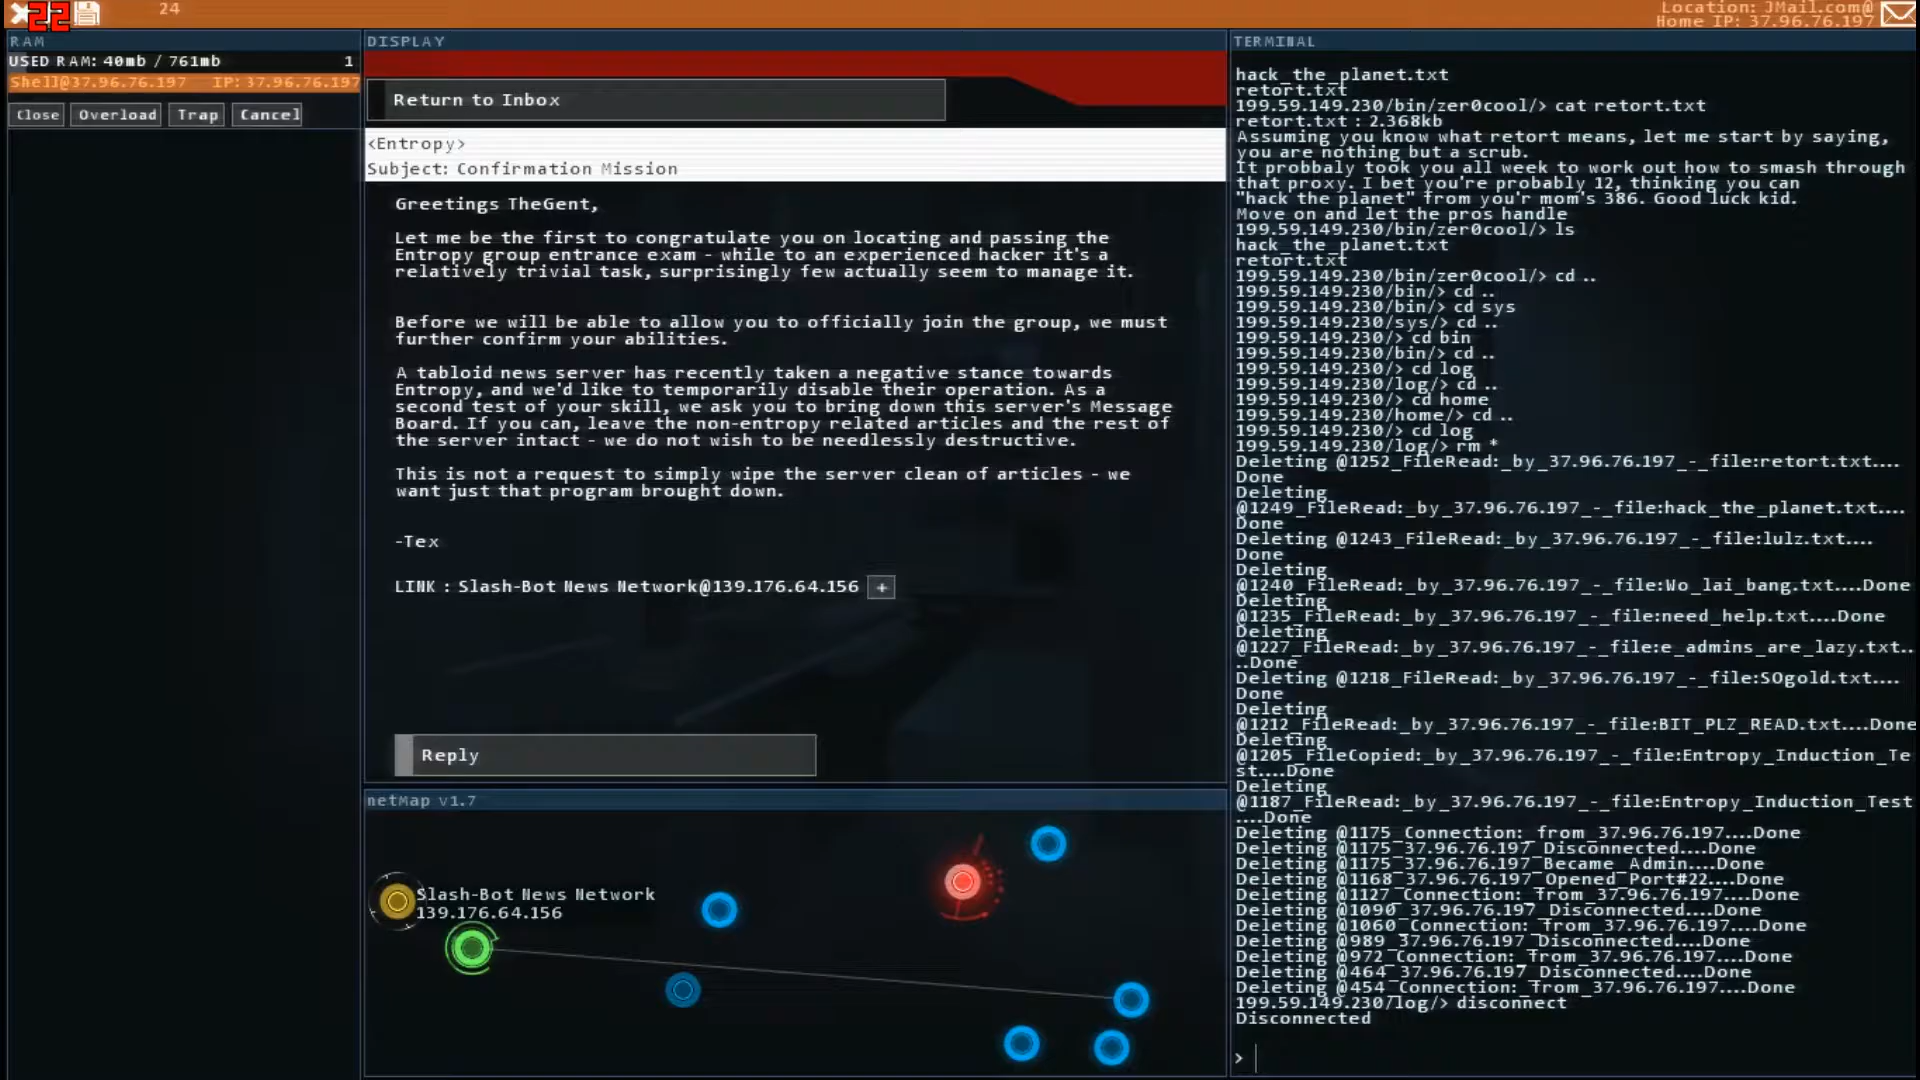 22
24
Location: JMail.com@
Home IP: 37.96.76.197
RAM
USED RAM: 40mb / 761mb 1
Shell@37.96.76.197 IP: 37.96.76.197
Close Overload Trap Cancel
DISPLAY
Return to Inbox
<Entropy>
Subject: Confirmation Mission
Greetings TheGent,
Let me be the first to congratulate you on locating and passing the
Entropy group entrance exam - while to an experienced hacker it's a
relatively trivial task, surprisingly few actually seem to manage it.
Before we will be able to allow you to officially join the group, we must
further confirm your abilities.
A tabloid news server has recently taken a negative stance towards
Entropy, and we'd like to temporarily disable their operation. As a
second test of your skill, we ask you to bring down this server's Message
Board. If you can, leave the non-entropy related articles and the rest of
the server intact - we do not wish to be needlessly destructive.
This is not a request to simply wipe the server clean of articles - we
want just that program brought down.
-Tex
LINK : Slash-Bot News Network@139.176.64.156 +
Reply
netMap v1.7
Slash-Bot News Network
139.176.64.156
TERMINAL
hack_the_planet.txt
retort.txt
199.59.149.230/bin/zer0cool/> cat retort.txt
retort.txt : 2.368kb
Assuming you know what retort means, let me start by saying,
you are nothing but a scrub.
It probbaly took you all week to work out how to smash through
that proxy. I bet you're probably 12, thinking you can
"hack the planet" from you'r mom's 386. Good luck kid.
Move on and let the pros handle
199.59.149.230/bin/zer0cool/> ls
hack_the_planet.txt
retort.txt
199.59.149.230/bin/zer0cool/> cd ..
199.59.149.230/bin/> cd ..
199.59.149.230/> cd sys
199.59.149.230/sys/> cd ..
199.59.149.230/> cd bin
199.59.149.230/bin/> cd ..
199.59.149.230/> cd log
199.59.149.230/log/> cd ..
199.59.149.230/> cd home
199.59.149.230/home/> cd ..
199.59.149.230/> cd log
199.59.149.230/log/> rm *
Deleting @1252_FileRead:_by_37.96.76.197_-_file:retort.txt....
Done
Deleting
@1249_FileRead:_by_37.96.76.197_-_file:hack_the_planet.txt....
Done
Deleting @1243_FileRead:_by_37.96.76.197_-_file:lulz.txt....
Done
Deleting
@1240_FileRead:_by_37.96.76.197_-_file:Wo_lai_bang.txt....Done
Deleting
@1235_FileRead:_by_37.96.76.197_-_file:need_help.txt....Done
Deleting
@1227_FileRead:_by_37.96.76.197_-_file:e_admins_are_lazy.txt..
..Done
Deleting @1218_FileRead:_by_37.96.76.197_-_file:SOgold.txt....
Done
Deleting
@1212_FileRead:_by_37.96.76.197_-_file:BIT_PLZ_READ.txt....Done
Deleting
@1205_FileCopied:_by_37.96.76.197_-_file:Entropy_Induction_Te
st....Done
Deleting
@1187_FileRead:_by_37.96.76.197_-_file:Entropy_Induction_Test
....Done
Deleting @1175_Connection:_from_37.96.76.197....Done
Deleting @1175_37.96.76.197_Disconnected....Done
Deleting @1175_37.96.76.197_Became_Admin....Done
Deleting @1168_37.96.76.197_Opened_Port#22....Done
Deleting @1127_Connection:_from_37.96.76.197....Done
Deleting @1090_37.96.76.197_Disconnected....Done
Deleting @1060_Connection:_from_37.96.76.197....Done
Deleting @989_37.96.76.197_Disconnected....Done
Deleting @972_Connection:_from_37.96.76.197....Done
Deleting @464_37.96.76.197_Disconnected....Done
Deleting @454_Connection:_from_37.96.76.197....Done
199.59.149.230/log/> disconnect
Disconnected
>